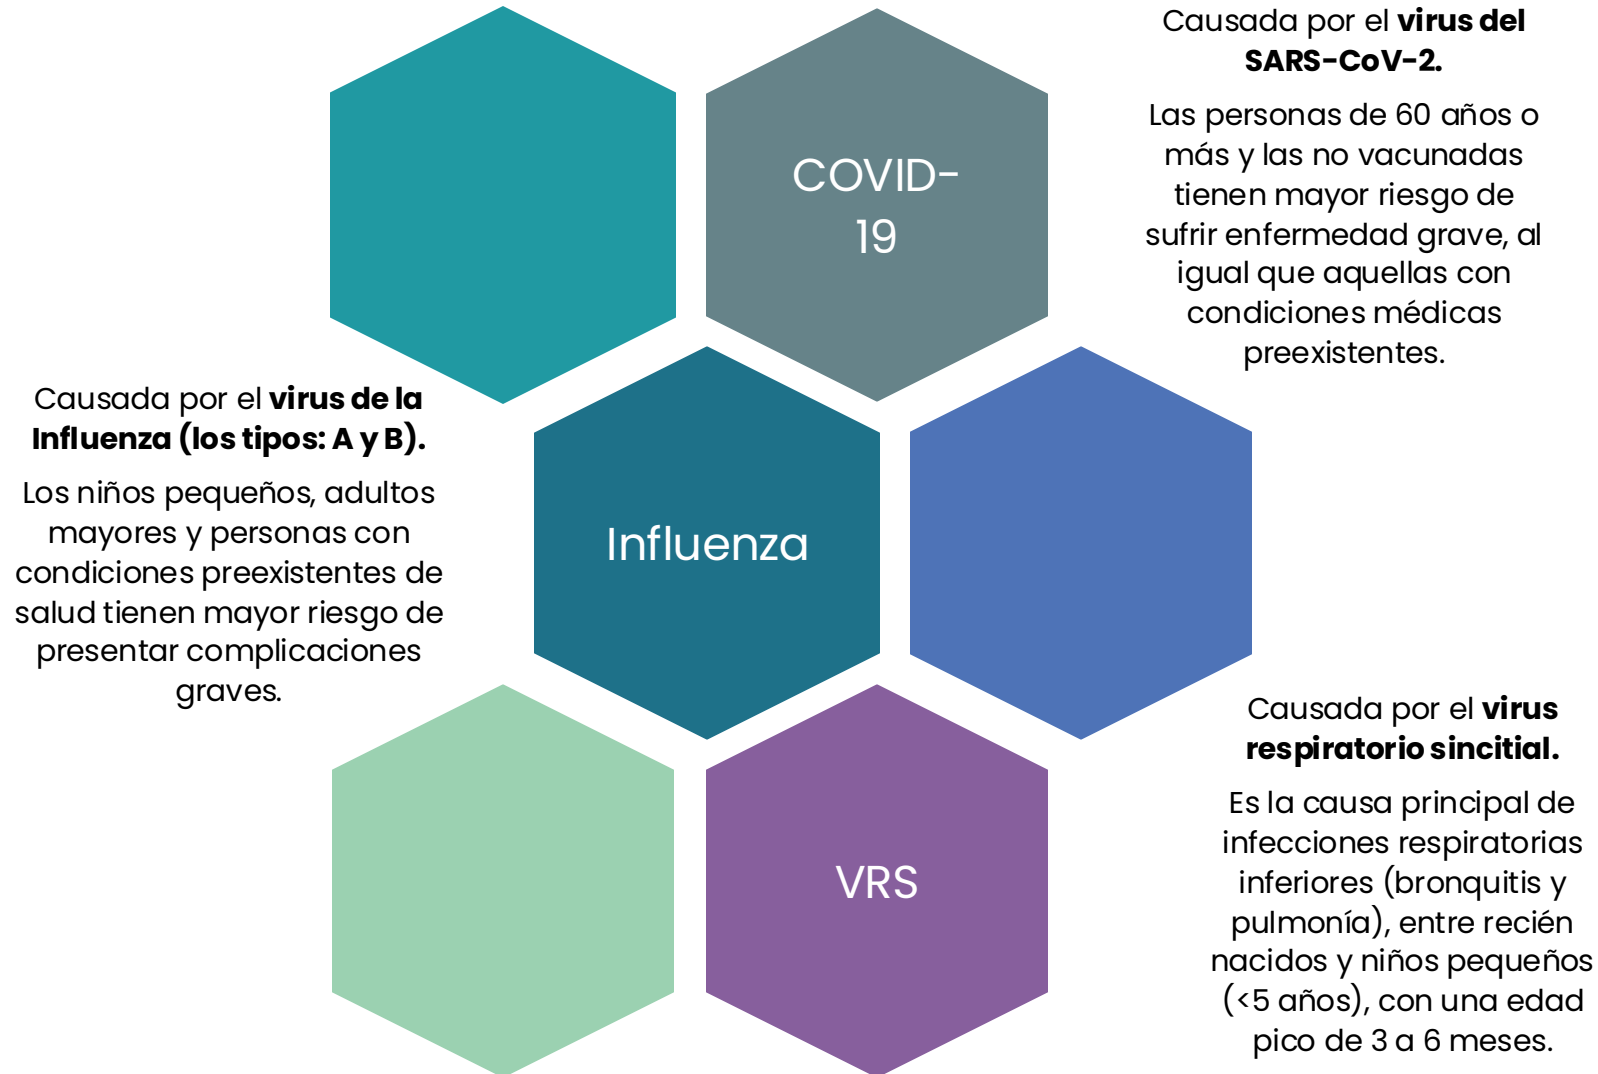 COVID-
19
Causada por el virus del
SARS-CoV-2.
Las personas de 60 años o
más y las no vacunadas
tienen mayor riesgo de
sufrir enfermedad grave, al
igual que aquellas con
condiciones médicas
preexistentes.
Influenza
Causada por el virus de la
Influenza (los tipos: A y B).
Los niños pequeños, adultos
mayores y personas con
condiciones preexistentes de
salud tienen mayor riesgo de
presentar complicaciones
graves.
VRS
Causada por el virus
respiratorio sincitial.
Es la causa principal de
infecciones respiratorias
inferiores (bronquitis y
pulmonía), entre recién
nacidos y niños pequeños
(<5 años), con una edad
pico de 3 a 6 meses.